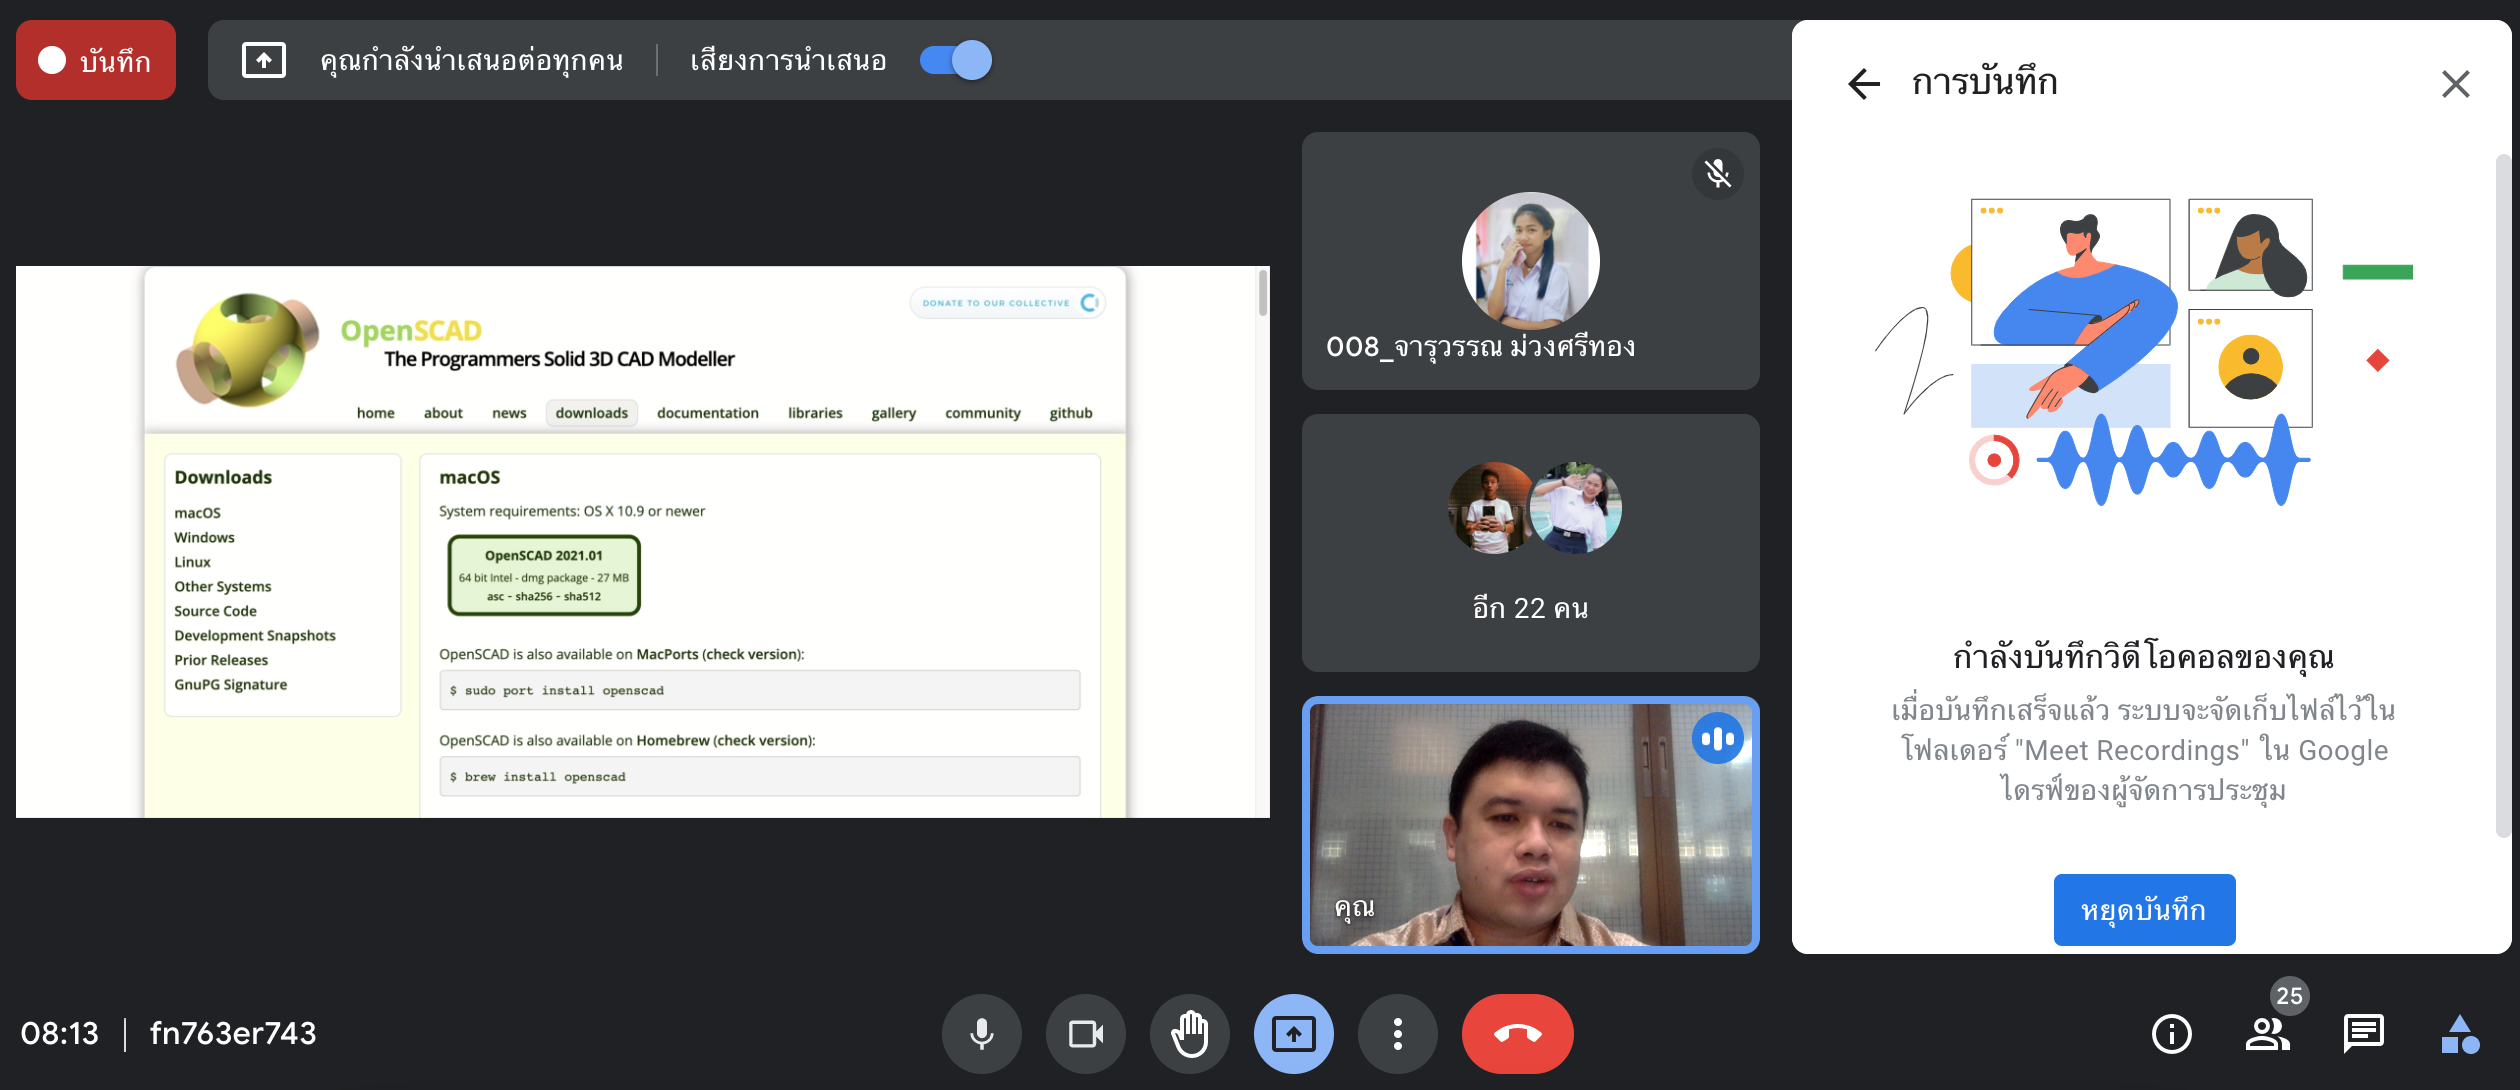 บันทึก
คุณกำลังนำเสนอต่อทุกคน
เสียงการนำเสนอ
DONATE TO OUR COLLECTIVE
OpenSCAD
The Programmers Solid 3D CAD Modeller
home about news downloads documentation libraries gallery community github
Downloads
macOS
Windows
Linux
Other Systems
Source Code
Development Snapshots
Prior Releases
GnuPG Signature
macOS
System requirements: OS X 10.9 or newer
OpenSCAD 2021.01
64 bit Intel - dmg package - 27 MB
asc - sha256 - sha512
OpenSCAD is also available on MacPorts (check version):
$ sudo port install openscad
OpenSCAD is also available on Homebrew (check version):
$ brew install openscad
008_จารุวรรณ ม่วงศรีทอง
อีก 22 คน
คุณ
การบันทึก
กำลังบันทึกวิดีโอคอลของคุณ
เมื่อบันทึกเสร็จแล้ว ระบบจะจัดเก็บไฟล์ไว้ใน
โฟลเดอร์ "Meet Recordings" ใน Google
ไดรฟ์ของผู้จัดการประชุม
หยุดบันทึก
08:13 | fn763er743
25